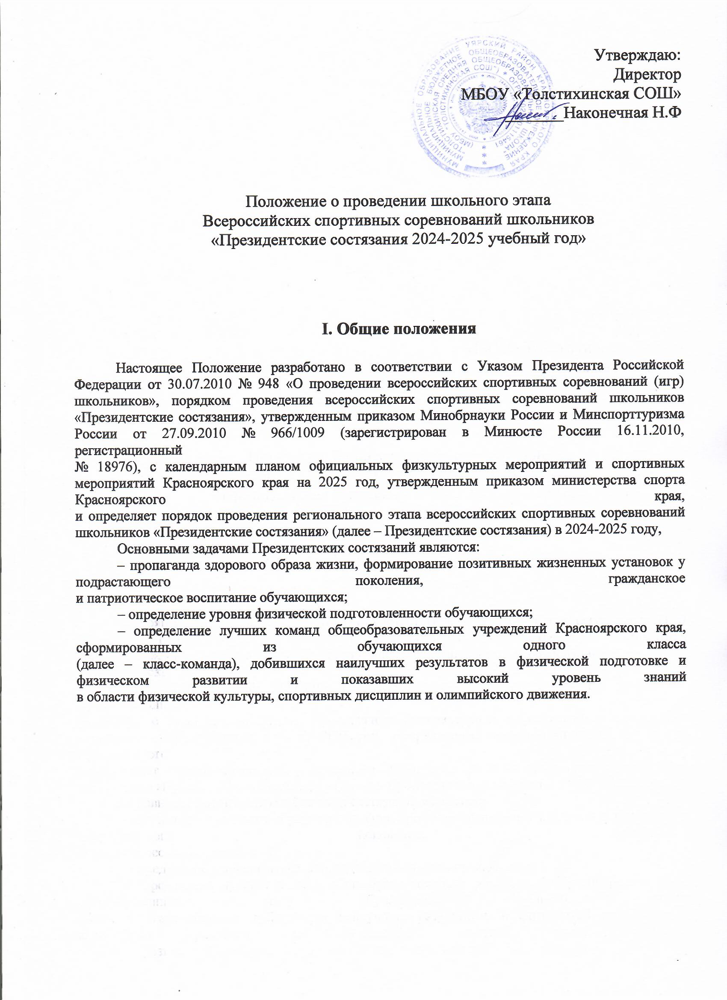 Утверждаю:
Директор
МБОУ «Толстихинская СОШ»
Наконечная Н.Ф
МУНИЦИПАЛЬНОЕ ОБРАЗОВАНИЕ УЯРСКИЙ РАЙОН КРАСНОЯРСКОГО КРАЯ
"МУНИЦИПАЛЬНОЕ БЮДЖЕТНОЕ ОБЩЕОБРАЗОВАТЕЛЬНОЕ УЧРЕЖДЕНИЕ"
"ТОЛСТИХИНСКАЯ СРЕДНЯЯ ОБЩЕОБРАЗОВАТЕЛЬНАЯ ШКОЛА"
(МБОУ "ТОЛСТИХИНСКАЯ СОШ") * ОГРН
Положение о проведении школьного этапа
Всероссийских спортивных соревнований школьников
«Президентские состязания 2024-2025 учебный год»
I. Общие положения
Настоящее Положение разработано в соответствии с Указом Президента Российской
Федерации от 30.07.2010 № 948 «О проведении всероссийских спортивных соревнований (игр)
школьников», порядком проведения всероссийских спортивных соревнований школьников
«Президентские состязания», утвержденным приказом Минобрнауки России и Минспорттуризма
России от 27.09.2010 № 966/1009 (зарегистрирован в Минюсте России 16.11.2010,
регистрационный
№ 18976), с календарным планом официальных физкультурных мероприятий и спортивных
мероприятий Красноярского края на 2025 год, утвержденным приказом министерства спорта
Красноярского края,
и определяет порядок проведения регионального этапа всероссийских спортивных соревнований
школьников «Президентские состязания» (далее – Президентские состязания) в 2024-2025 году,
Основными задачами Президентских состязаний являются:
– пропаганда здорового образа жизни, формирование позитивных жизненных установок у
подрастающего поколения, гражданское
и патриотическое воспитание обучающихся;
– определение уровня физической подготовленности обучающихся;
– определение лучших команд общеобразовательных учреждений Красноярского края,
сформированных из обучающихся одного класса
(далее – класс-команда), добившихся наилучших результатов в физической подготовке и
физическом развитии и показавших высокий уровень знаний
в области физической культуры, спортивных дисциплин и олимпийского движения.